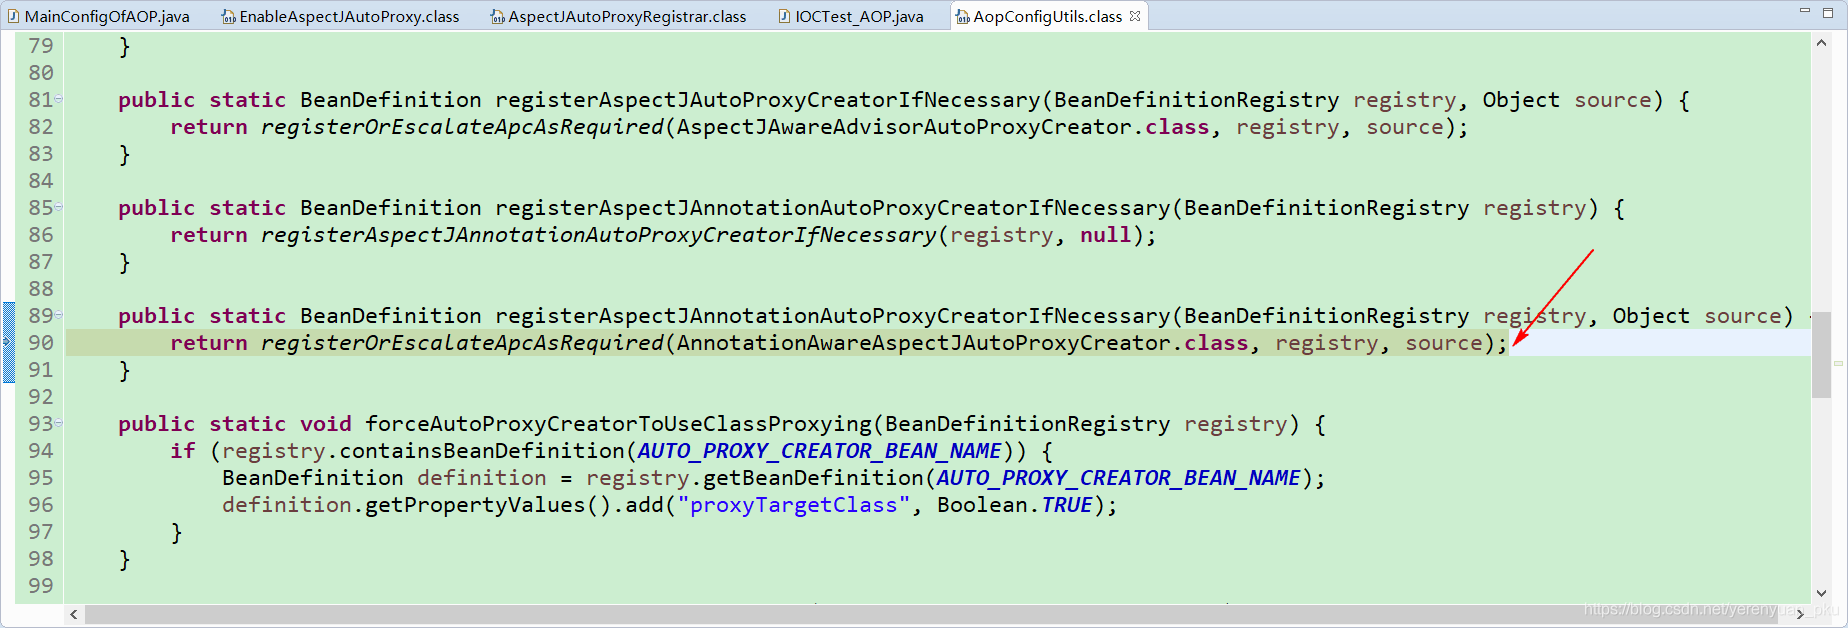 MainConfigOfAOP.java EnableAspectJAutoProxy.class AspectJAutoProxyRegistrar.class IOCTest_AOP.java AopConfigUtils.class
79 }
80
81 public static BeanDefinition registerAspectJAutoProxyCreatorIfNecessary(BeanDefinitionRegistry registry, Object source) {
82 return registerOrEscalateApcAsRequired(AspectJAwareAdvisorAutoProxyCreator.class, registry, source);
83 }
84
85 public static BeanDefinition registerAspectJAnnotationAutoProxyCreatorIfNecessary(BeanDefinitionRegistry registry) {
86 return registerAspectJAnnotationAutoProxyCreatorIfNecessary(registry, null);
87 }
88
89 public static BeanDefinition registerAspectJAnnotationAutoProxyCreatorIfNecessary(BeanDefinitionRegistry registry, Object source) {
90 return registerOrEscalateApcAsRequired(AnnotationAwareAspectJAutoProxyCreator.class, registry, source);
91 }
92
93 public static void forceAutoProxyCreatorToUseClassProxying(BeanDefinitionRegistry registry) {
94 if (registry.containsBeanDefinition(AUTO_PROXY_CREATOR_BEAN_NAME)) {
95 BeanDefinition definition = registry.getBeanDefinition(AUTO_PROXY_CREATOR_BEAN_NAME);
96 definition.getPropertyValues().add("proxyTargetClass", Boolean.TRUE);
97 }
98 }
99
https://blog.csdn.net/yerenyuan_pku